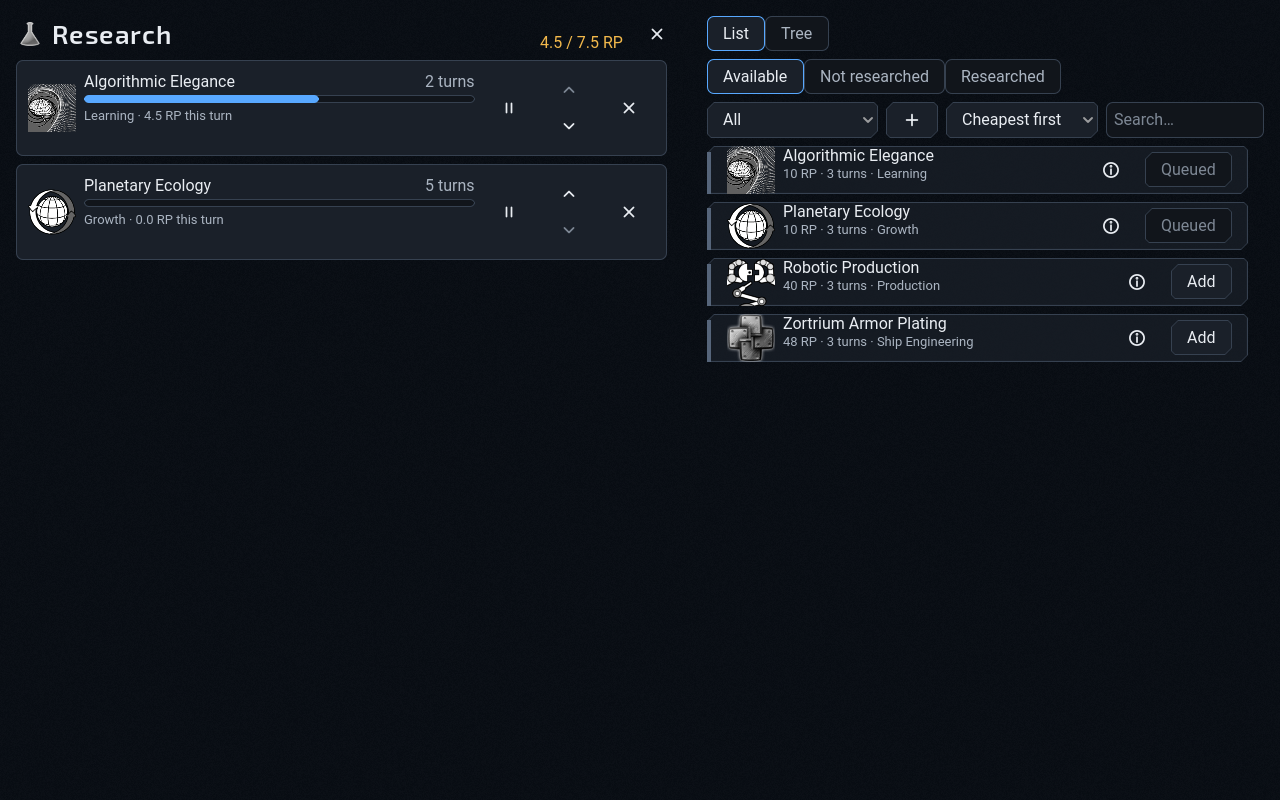 Research
4.5 / 7.5 RP
Algorithmic Elegance
2 turns
Learning · 4.5 RP this turn
Planetary Ecology
5 turns
Growth · 0.0 RP this turn
List
Tree
Available
Not researched
Researched
All
+
Cheapest first
Search…
Algorithmic Elegance
10 RP · 3 turns · Learning
Queued
Planetary Ecology
10 RP · 3 turns · Growth
Queued
Robotic Production
40 RP · 3 turns · Production
Add
Zortrium Armor Plating
48 RP · 3 turns · Ship Engineering
Add